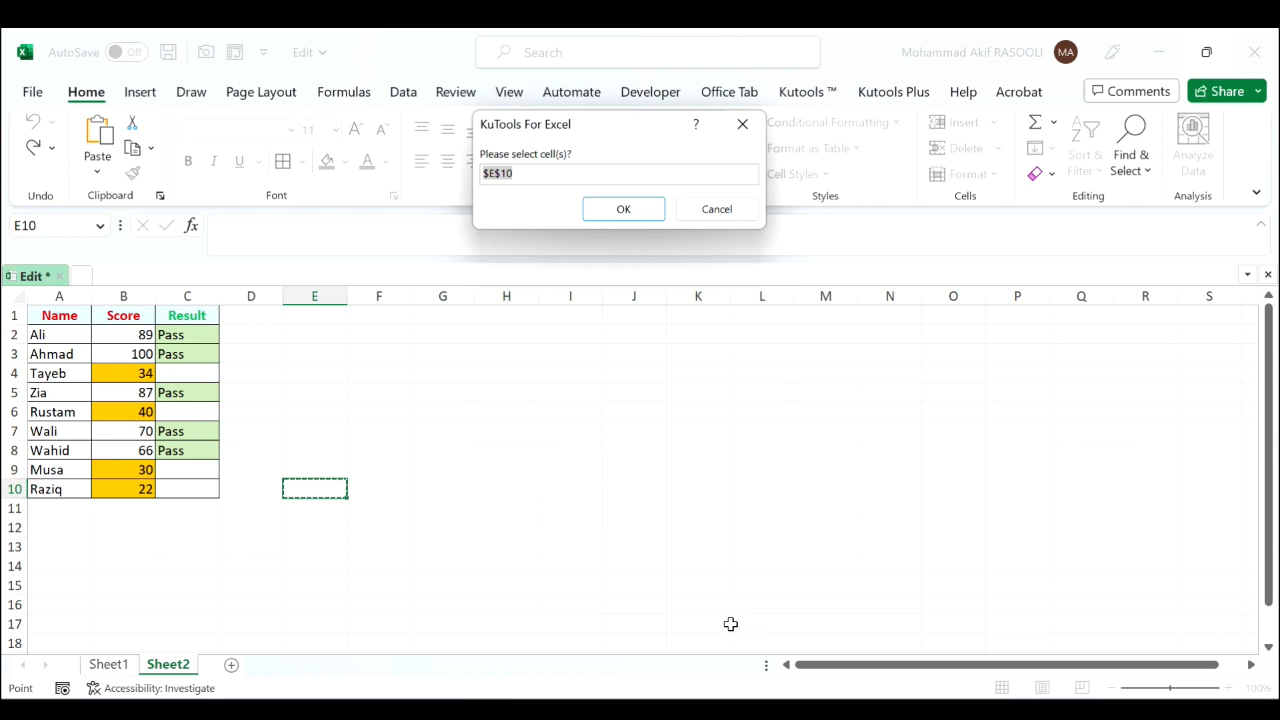 AutoSave Off Edit Search Mohammad Akif RASOOLI MA
File Home Insert Draw Page Layout Formulas Data Review View Automate Developer Office Tab Kutools ™ Kutools Plus Help Acrobat Comments Share
KuTools For Excel ?
Please select cell(s)?
$E$10
OK Cancel
Paste
11
B I U
Conditional Formatting
Format as Table
Cell Styles
Insert
Delete
Format
Sort & Filter
Find & Select
Analyze Data
Undo Clipboard Font Styles Cells Editing Analysis
E10 fx
Edit *
A B C D E F G H I J K L M N O P Q R S
1 Name Score Result
2 Ali 89 Pass
3 Ahmad 100 Pass
4 Tayeb 34
5 Zia 87 Pass
6 Rustam 40
7 Wali 70 Pass
8 Wahid 66 Pass
9 Musa 30
10 Raziq 22
11
12
13
14
15
16
17
18
Sheet1 Sheet2
Point Accessibility: Investigate 100%